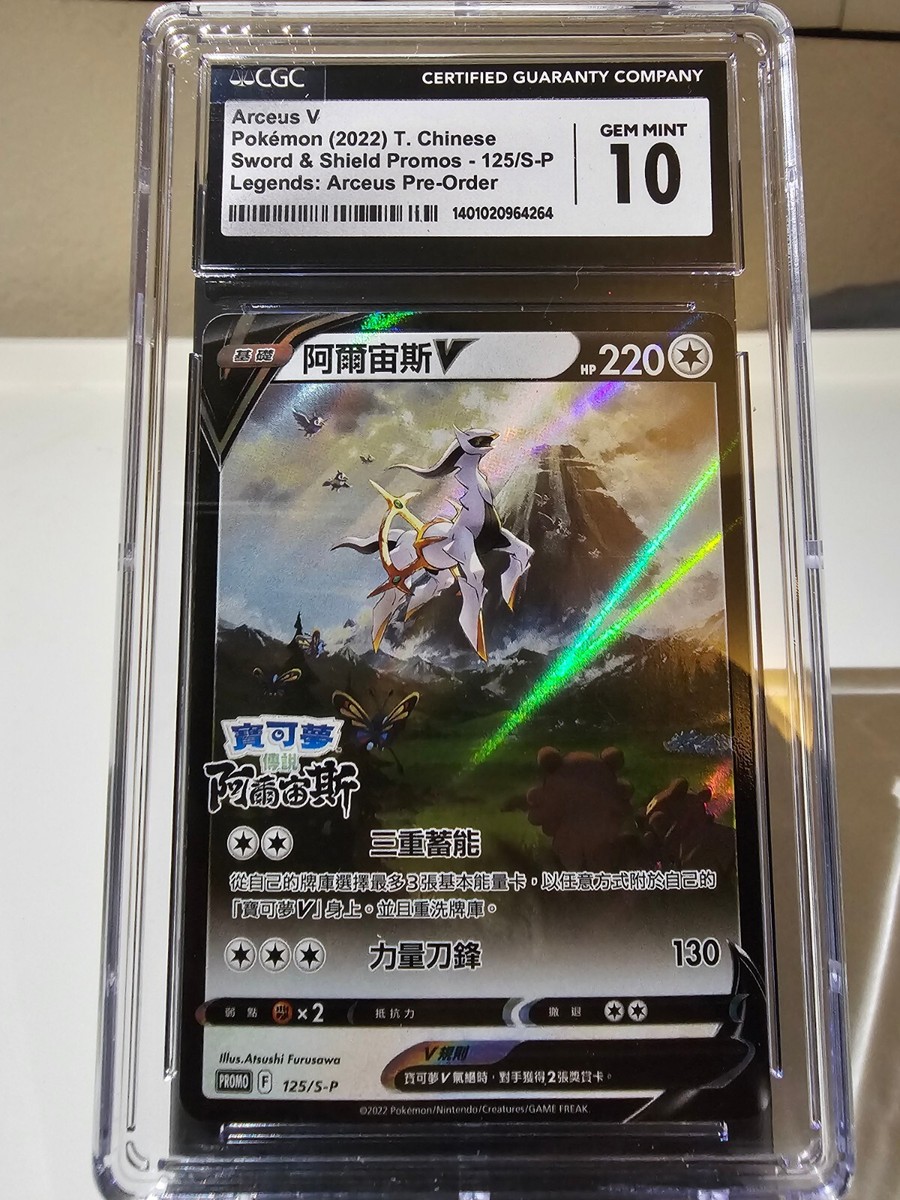 CGC
CERTIFIED GUARANTY COMPANY
Arceus V
Pokémon (2022) T. Chinese
Sword & Shield Promos - 125/S-P
Legends: Arceus Pre-Order
1401020964264
GEM MINT
10
基礎
阿爾宙斯V
HP 220
寶可夢
傳說
阿爾宙斯
三重蓄能
從自己的牌庫選擇最多3張基本能量卡,以任意方式附於自己的
「寶可夢V」身上。並且重洗牌庫。
力量刀鋒 130
弱點 ×2 抵抗力 撤退
Illus. Atsushi Furusawa
PROMO F 125/S-P
V規則
寶可夢V氣絕時,對手獲得2張獎賞卡。
©2022 Pokémon/Nintendo/Creatures/GAME FREAK.